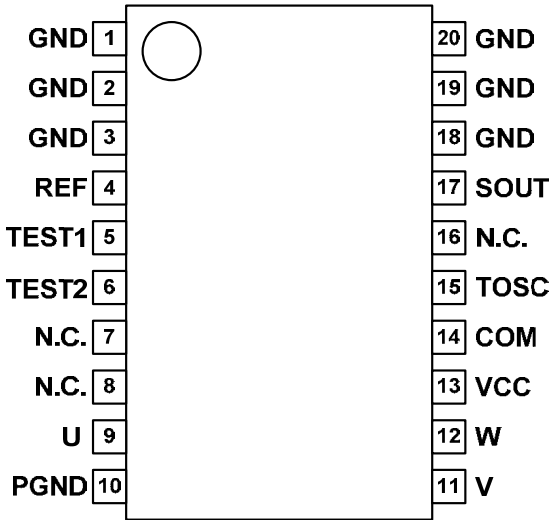 GND 1 20 GND
GND 2 19 GND
GND 3 18 GND
REF 4 17 SOUT
TEST1 5 16 N.C.
TEST2 6 15 TOSC
N.C. 7 14 COM
N.C. 8 13 VCC
U 9 12 W
PGND 10 11 V